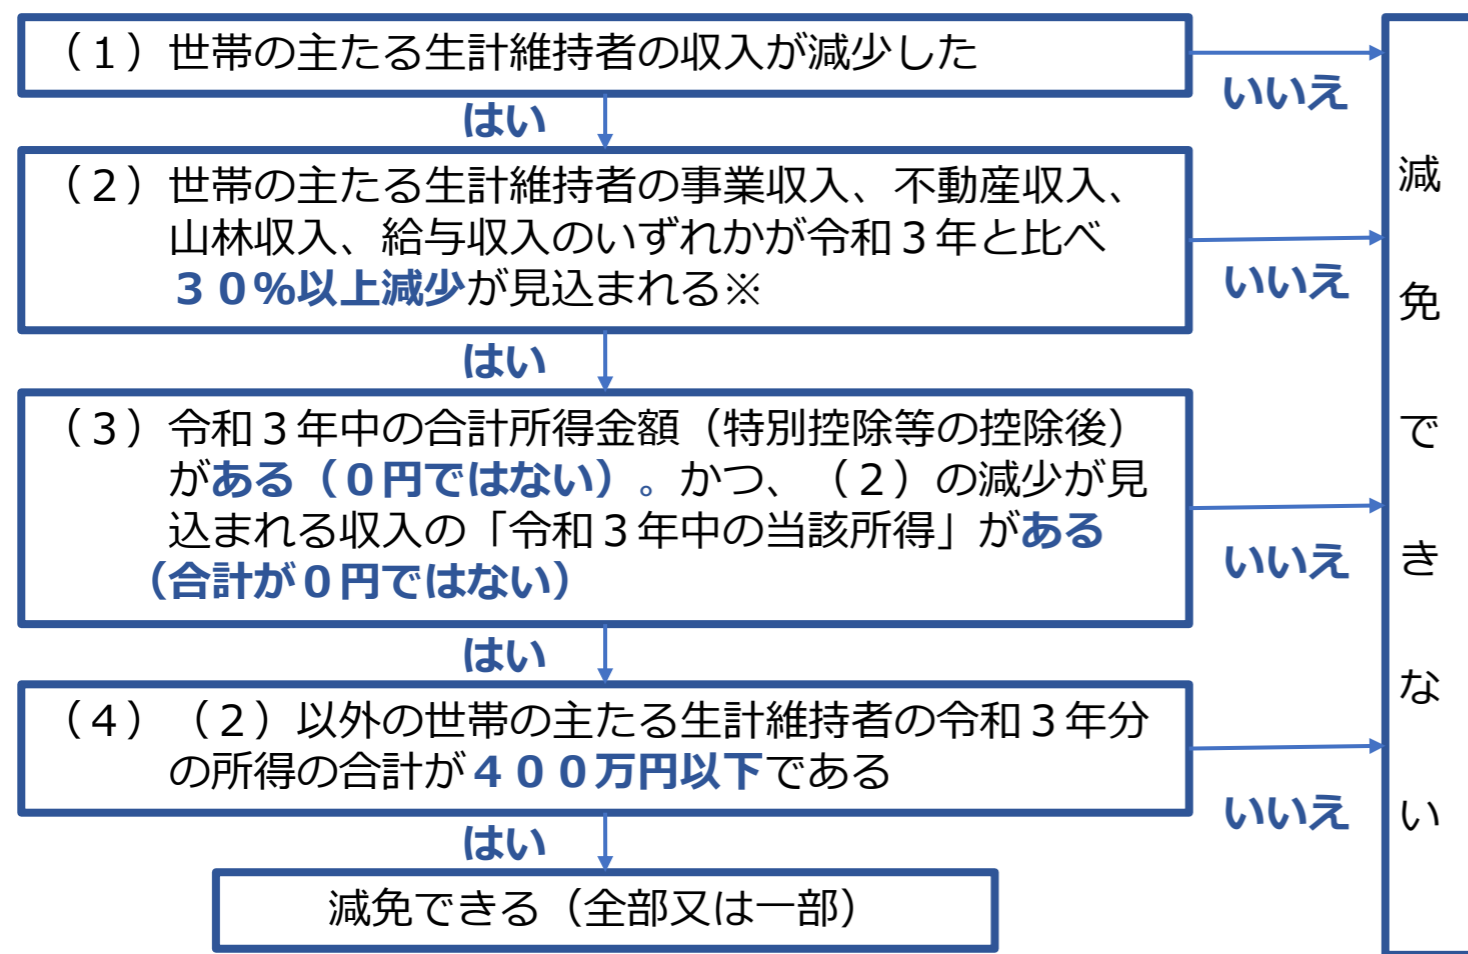 （１）世帯の主たる生計維持者の収入が減少した
いいえ
はい
（２）世帯の主たる生計維持者の事業収入、不動産収入、
山林収入、給与収入のいずれかが令和３年と比べ
３０％以上減少が見込まれる※
いいえ
はい
（３）令和３年中の合計所得金額（特別控除等の控除後）
がある（０円ではない）。かつ、（２）の減少が見
込まれる収入の「令和３年中の当該所得」がある
（合計が０円ではない）
いいえ
はい
（４）（２）以外の世帯の主たる生計維持者の令和３年分
の所得の合計が４００万円以下である
いいえ
はい
減免できる（全部又は一部）
減免できない